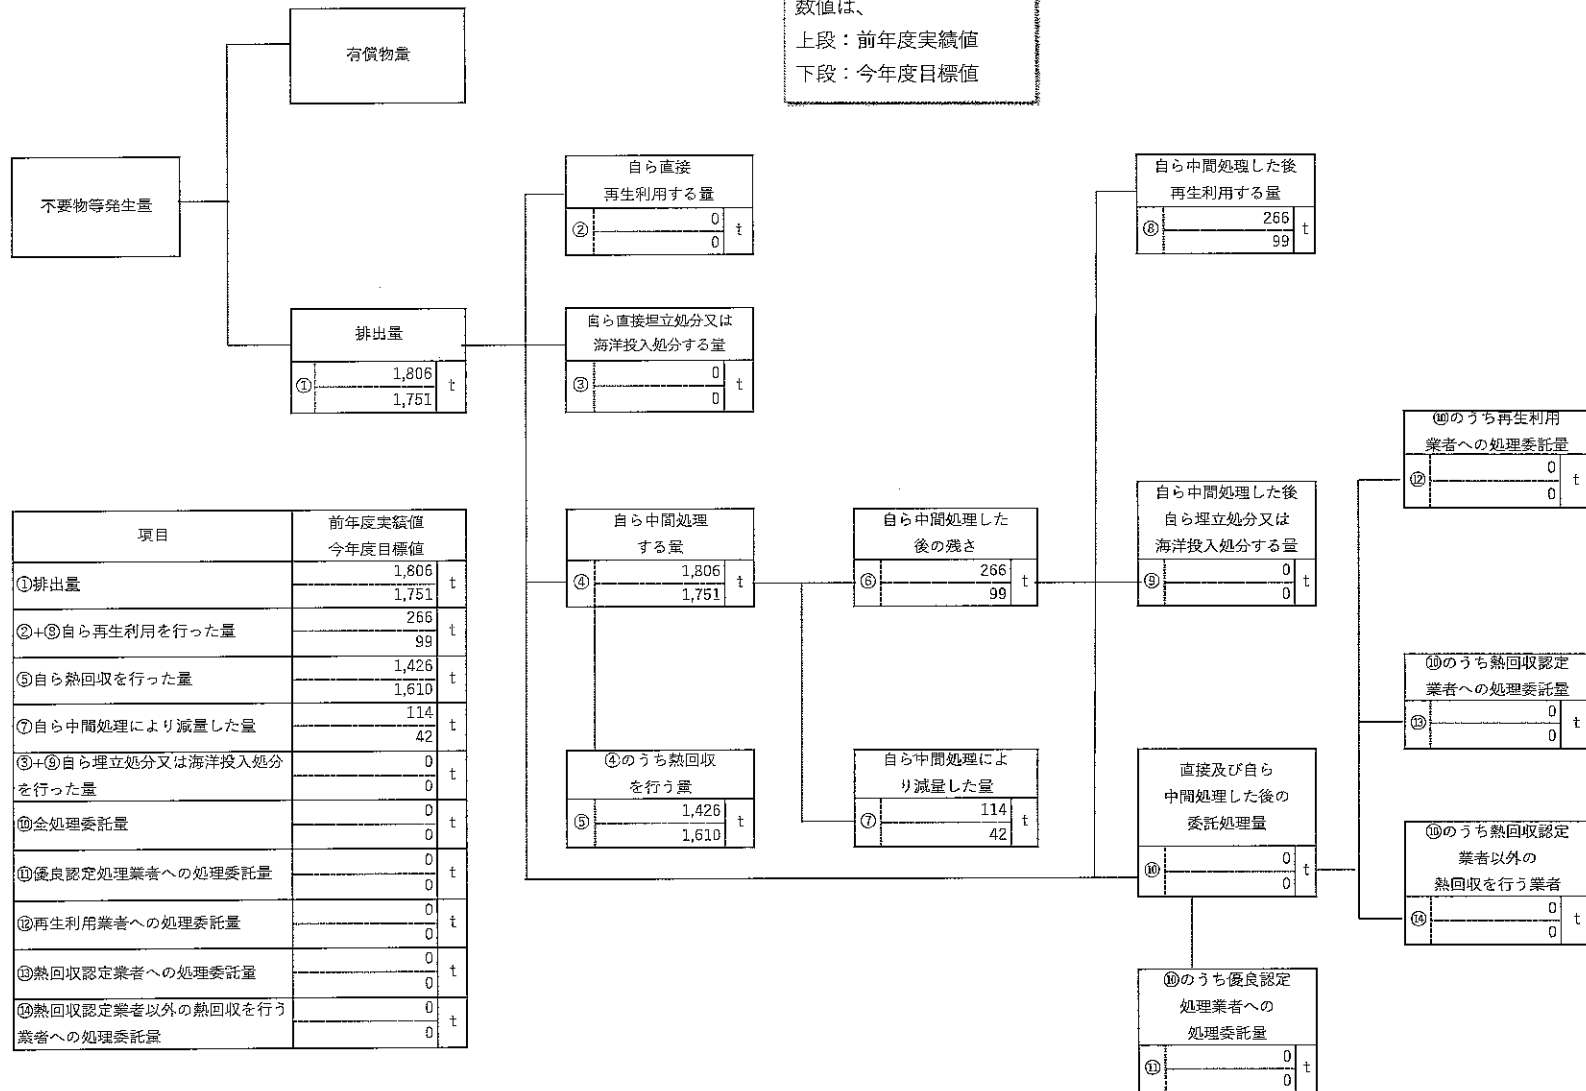 数値は、
上段：前年度実績値
下段：今年度目標値
有償物量
不要物等発生量
排出量
① 1,806 t
1,751
自ら直接
再生利用する量
② 0 t
0
自ら直接埋立処分又は
海洋投入処分する量
③ 0 t
0
自ら中間処理
する量
④ 1,806 t
1,751
④のうち熱回収
を行う量
⑤ 1,426 t
1,610
自ら中間処理した
後の残さ
⑥ 266 t
99
自ら中間処理によ
り減量した量
⑦ 114 t
42
自ら中間処理した後
再生利用する量
⑧ 266 t
99
自ら中間処理した後
自ら埋立処分又は
海洋投入処分する量
⑨ 0 t
0
直接及び自ら
中間処理した後の
委託処理量
⑩ 0 t
0
⑩のうち優良認定
処理業者への
処理委託量
⑪ 0 t
0
⑩のうち再生利用
業者への処理委託量
⑫ 0 t
0
⑩のうち熱回収認定
業者への処理委託量
⑬ 0 t
0
⑩のうち熱回収認定
業者以外の
熱回収を行う業者
⑭ 0 t
0
項目 前年度実績値
今年度目標値
①排出量 1,806 t
1,751
②+⑧自ら再生利用を行った量 266 t
99
⑤自ら熱回収を行った量 1,426 t
1,610
⑦自ら中間処理により減量した量 114 t
42
③+⑨自ら埋立処分又は海洋投入処分 0 t
を行った量 0
⑩全処理委託量 0 t
0
⑪優良認定処理業者への処理委託量 0 t
0
⑫再生利用業者への処理委託量 0 t
0
⑬熱回収認定業者への処理委託量 0 t
0
⑭熱回収認定業者以外の熱回収を行う 0 t
業者への処理委託量 0